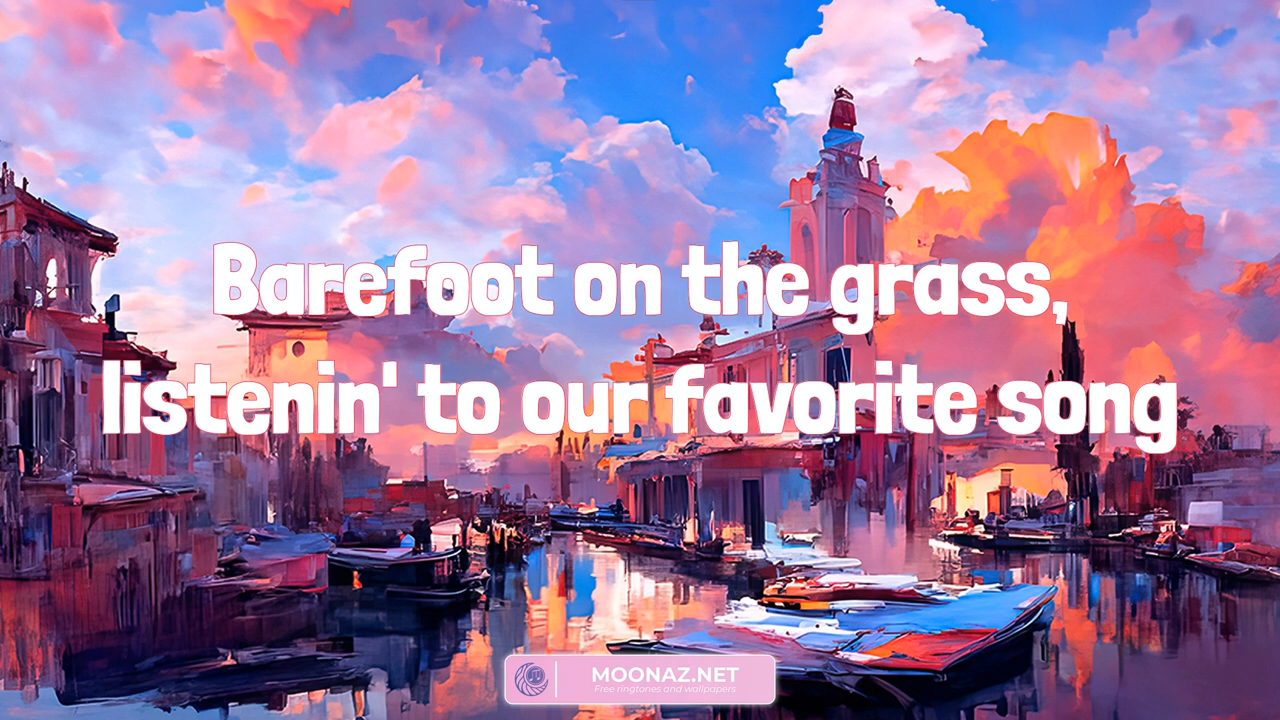 Barefoot on the grass,
listenin' to our favorite song
MOONAZ.NET
Free ringtones and wallpapers